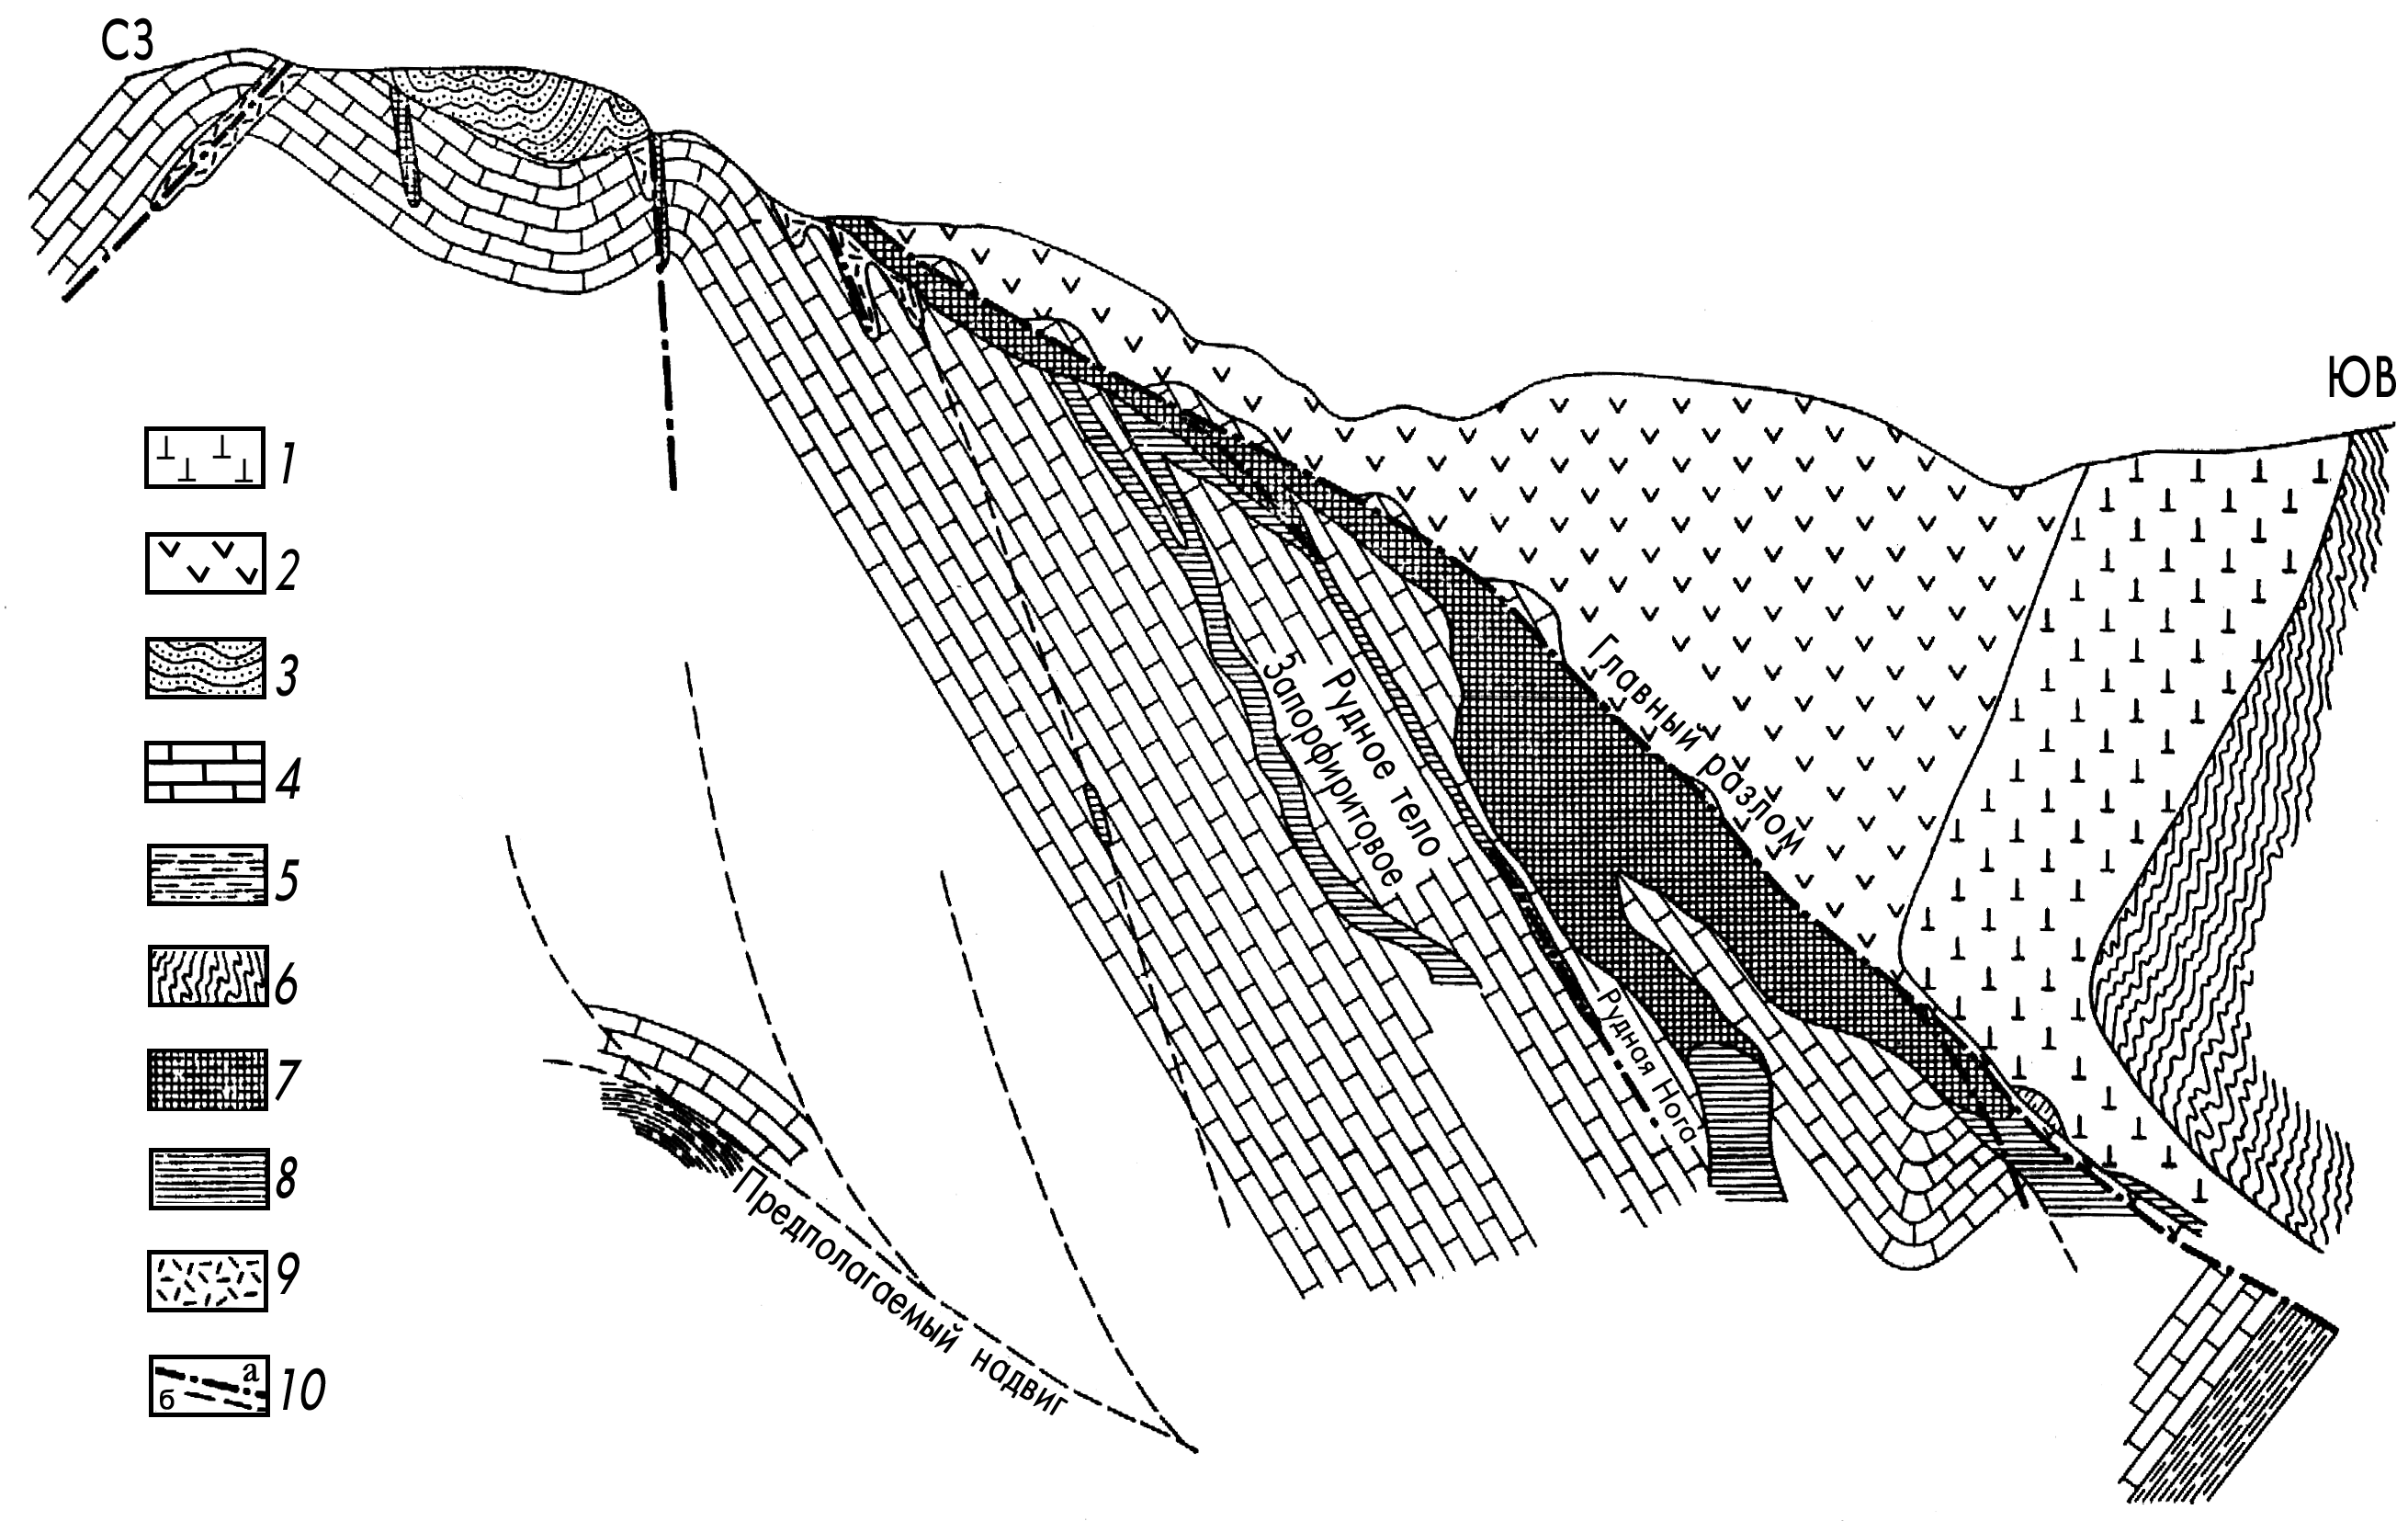 СЗ
ЮВ
1
2
3
4
5
6
7
8
9
а
б
10
Главный разлом
Рудное тело
Запорфиритовое
Рудная Нога
Предполагаемый надвиг